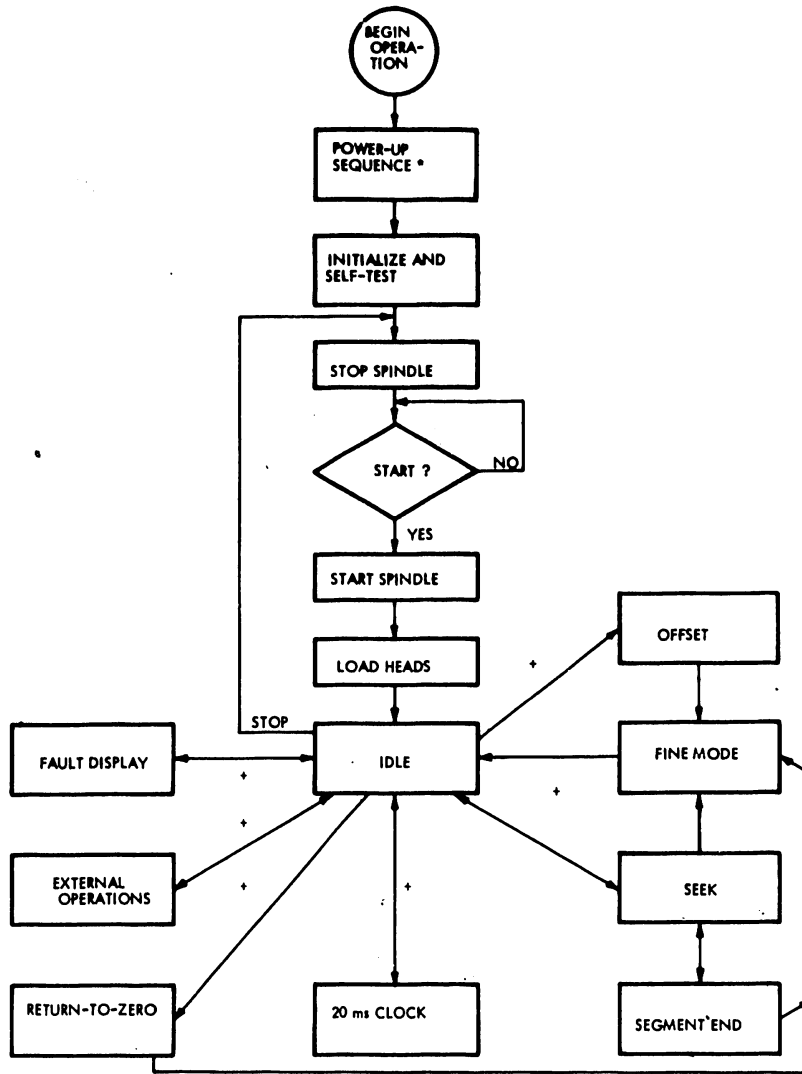 BEGIN
OPERA-
TION
POWER-UP
SEQUENCE *
INITIALIZE AND
SELF-TEST
STOP SPINDLE
START ?
NO
YES
START SPINDLE
LOAD HEADS
OFFSET
+
STOP
IDLE
FAULT DISPLAY
FINE MODE
+
+
+
EXTERNAL
OPERATIONS
+
+
SEEK
RETURN-TO-ZERO
20 ms CLOCK
SEGMENT END